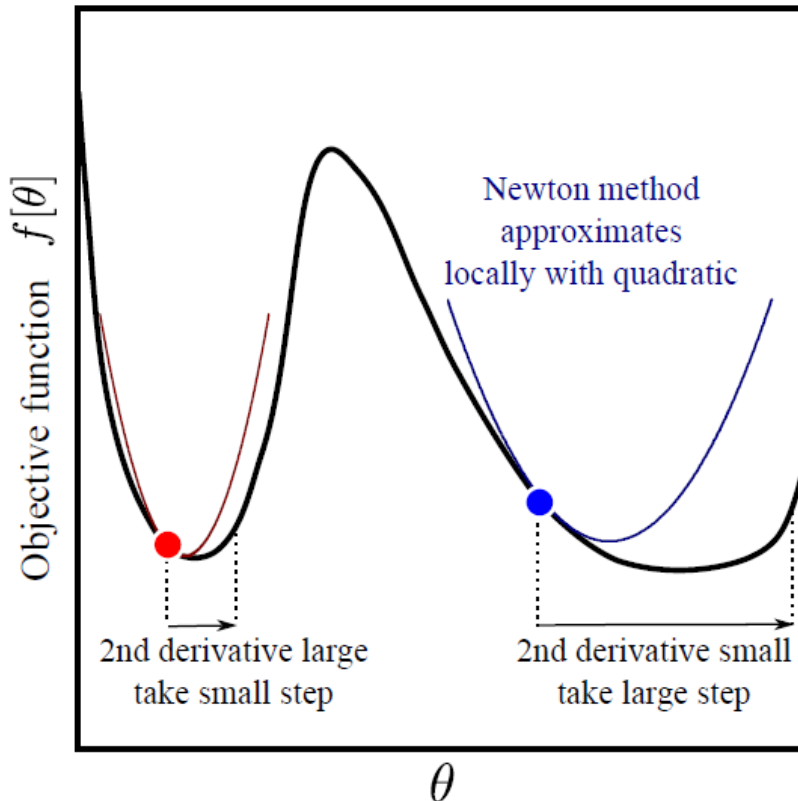 Objective function f[θ]
Newton method
approximates
locally with quadratic
2nd derivative large
take small step
2nd derivative small
take large step
θ